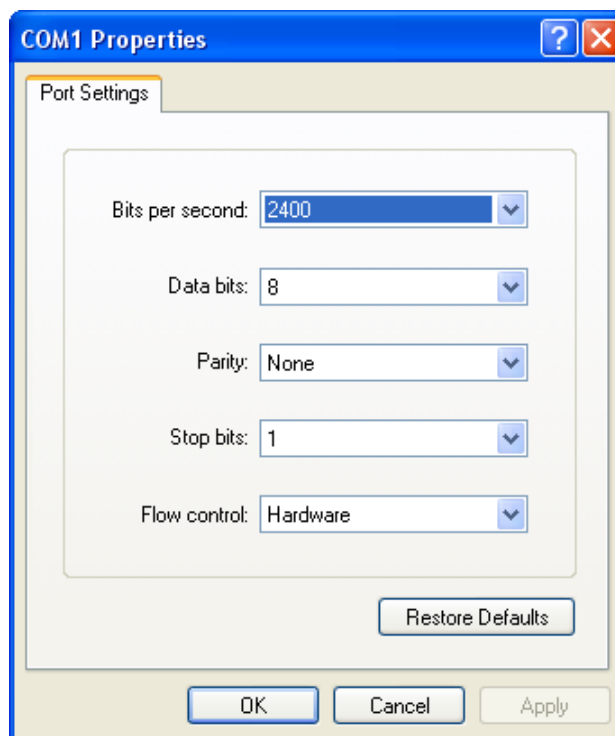 COM1 Properties
Port Settings
Bits per second: 2400
Data bits: 8
Parity: None
Stop bits: 1
Flow control: Hardware
Restore Defaults
OK Cancel Apply